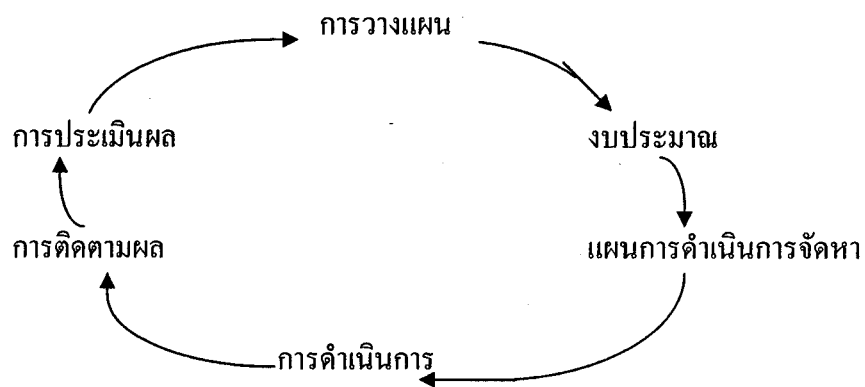 การวางแผน
การประเมินผล งบประมาณ
การติดตามผล แผนการดำเนินการจัดหา
การดำเนินการ